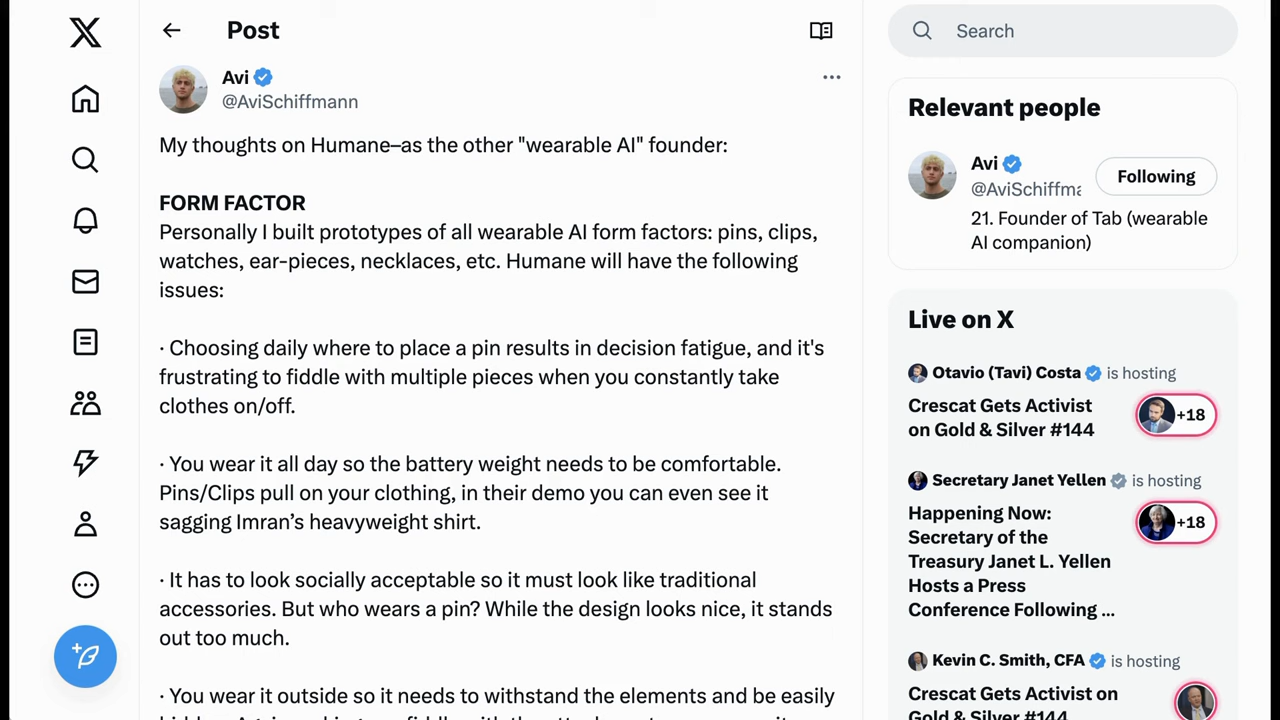 Post
Avi
@AviSchiffmann
My thoughts on Humane–as the other "wearable AI" founder:
FORM FACTOR
Personally I built prototypes of all wearable AI form factors: pins, clips,
watches, ear-pieces, necklaces, etc. Humane will have the following
issues:
· Choosing daily where to place a pin results in decision fatigue, and it's
frustrating to fiddle with multiple pieces when you constantly take
clothes on/off.
· You wear it all day so the battery weight needs to be comfortable.
Pins/Clips pull on your clothing, in their demo you can even see it
sagging Imran’s heavyweight shirt.
· It has to look socially acceptable so it must look like traditional
accessories. But who wears a pin? While the design looks nice, it stands
out too much.
· You wear it outside so it needs to withstand the elements and be easily
Search
Relevant people
Avi
@AviSchiffma
Following
21. Founder of Tab (wearable
AI companion)
Live on X
Otavio (Tavi) Costa is hosting
Crescat Gets Activist
on Gold & Silver #144
+18
Secretary Janet Yellen is hosting
Happening Now:
Secretary of the
Treasury Janet L. Yellen
Hosts a Press
Conference Following ...
+18
Kevin C. Smith, CFA is hosting
Crescat Gets Activist on
Gold & Silver #144